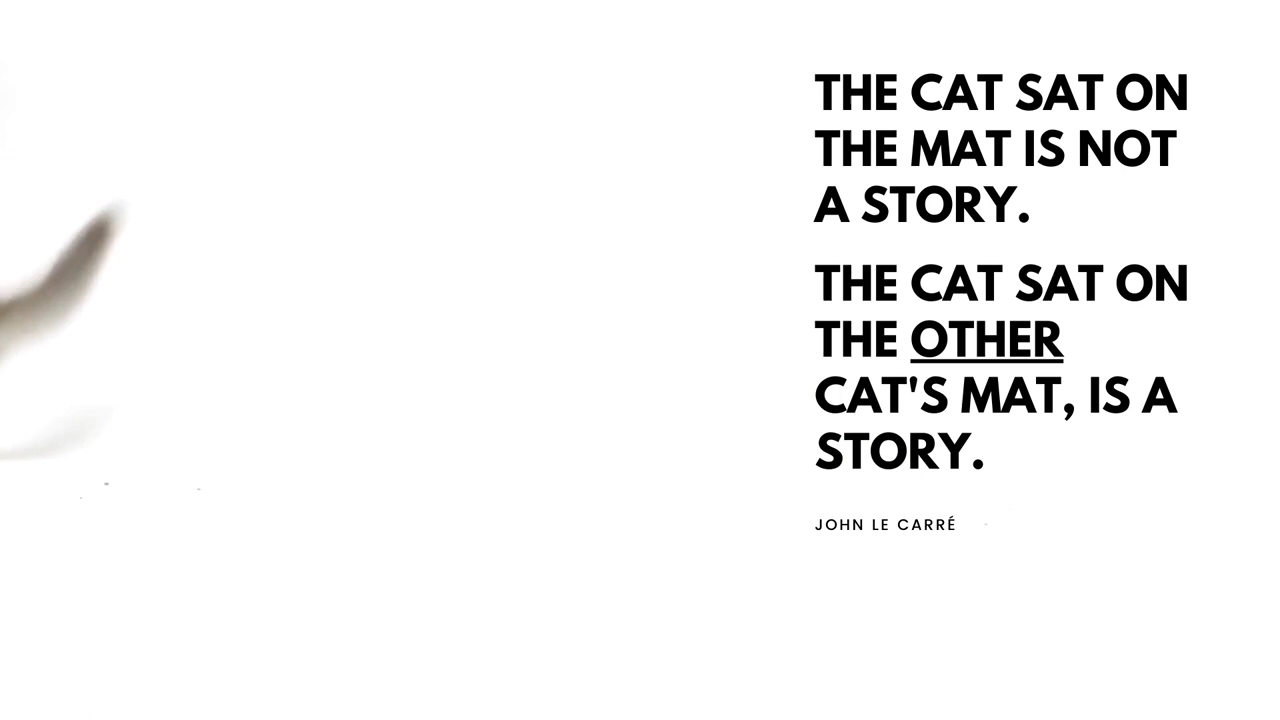 THE CAT SAT ON
THE MAT IS NOT
A STORY.
THE CAT SAT ON
THE OTHER
CAT'S MAT, IS A
STORY.
JOHN LE CARRÉ